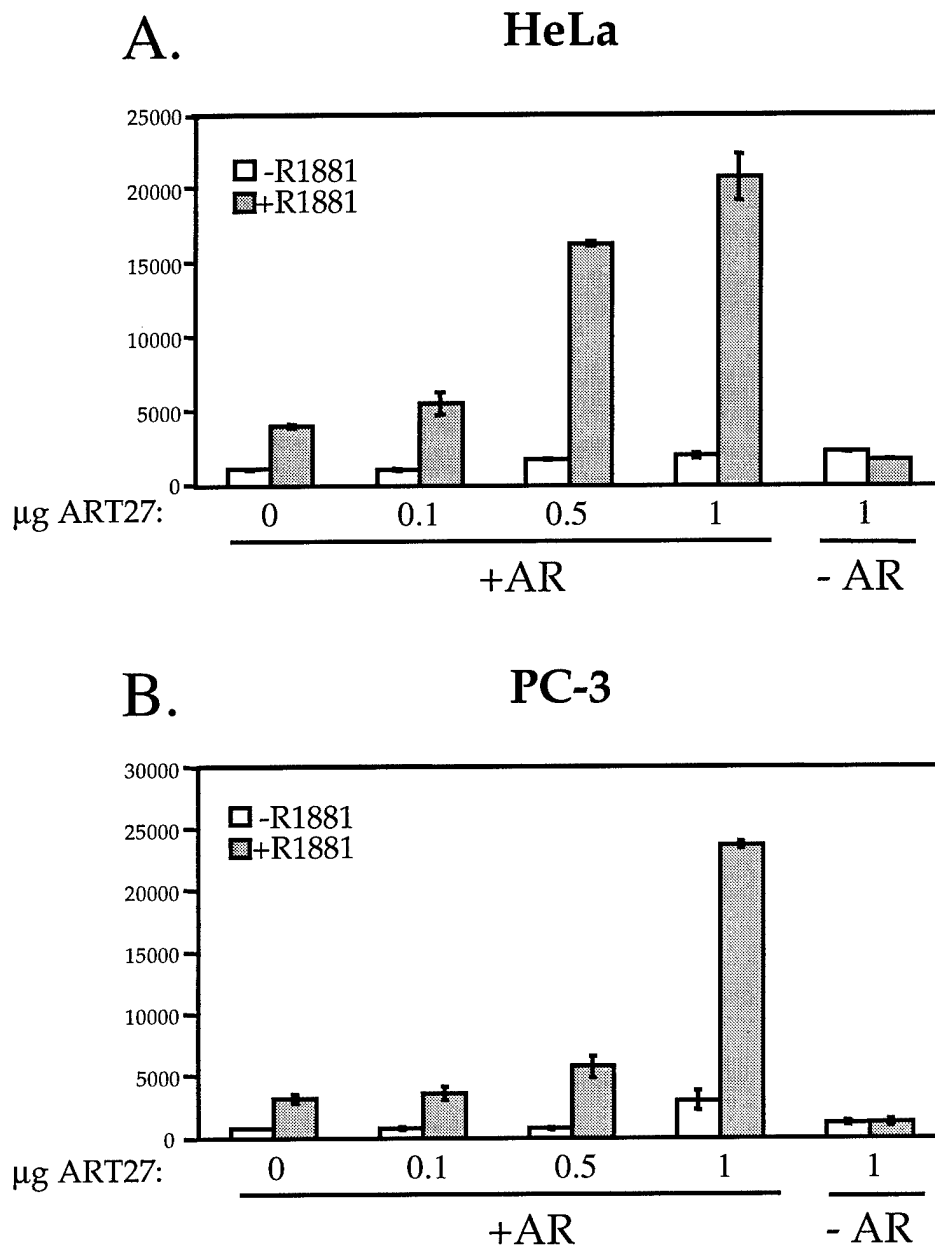 A.
HeLa
25000
20000
15000
10000
5000
0
-R1881
+R1881
µg ART27:
0 0.1 0.5 1 1
+AR - AR
B.
PC-3
30000
25000
20000
15000
10000
5000
0
-R1881
+R1881
µg ART27:
0 0.1 0.5 1 1
+AR - AR